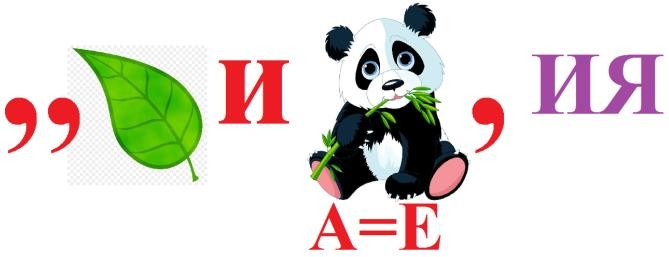 ,, И , ИЯ
А=Е